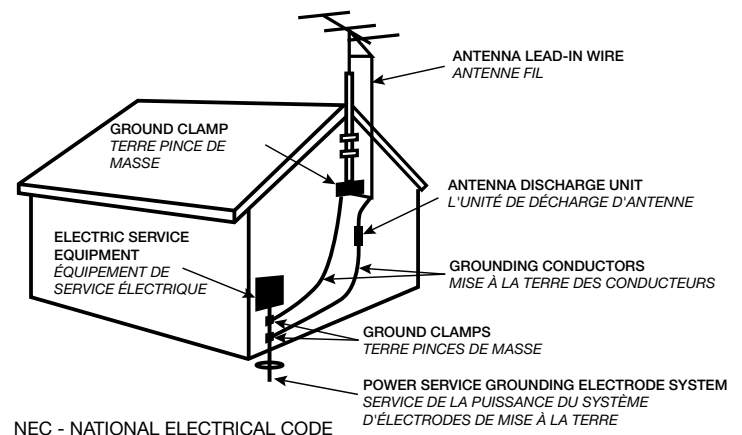 ANTENNA LEAD-IN WIRE
ANTENNE FIL
GROUND CLAMP
TERRE PINCE DE
MASSE
ANTENNA DISCHARGE UNIT
L'UNITÉ DE DÉCHARGE D'ANTENNE
ELECTRIC SERVICE
EQUIPMENT
ÉQUIPEMENT DE
SERVICE ÉLECTRIQUE
GROUNDING CONDUCTORS
MISE À LA TERRE DES CONDUCTEURS
GROUND CLAMPS
TERRE PINCES DE MASSE
POWER SERVICE GROUNDING ELECTRODE SYSTEM
SERVICE DE LA PUISSANCE DU SYSTÈME
D'ÉLECTRODES DE MISE À LA TERRE
NEC - NATIONAL ELECTRICAL CODE